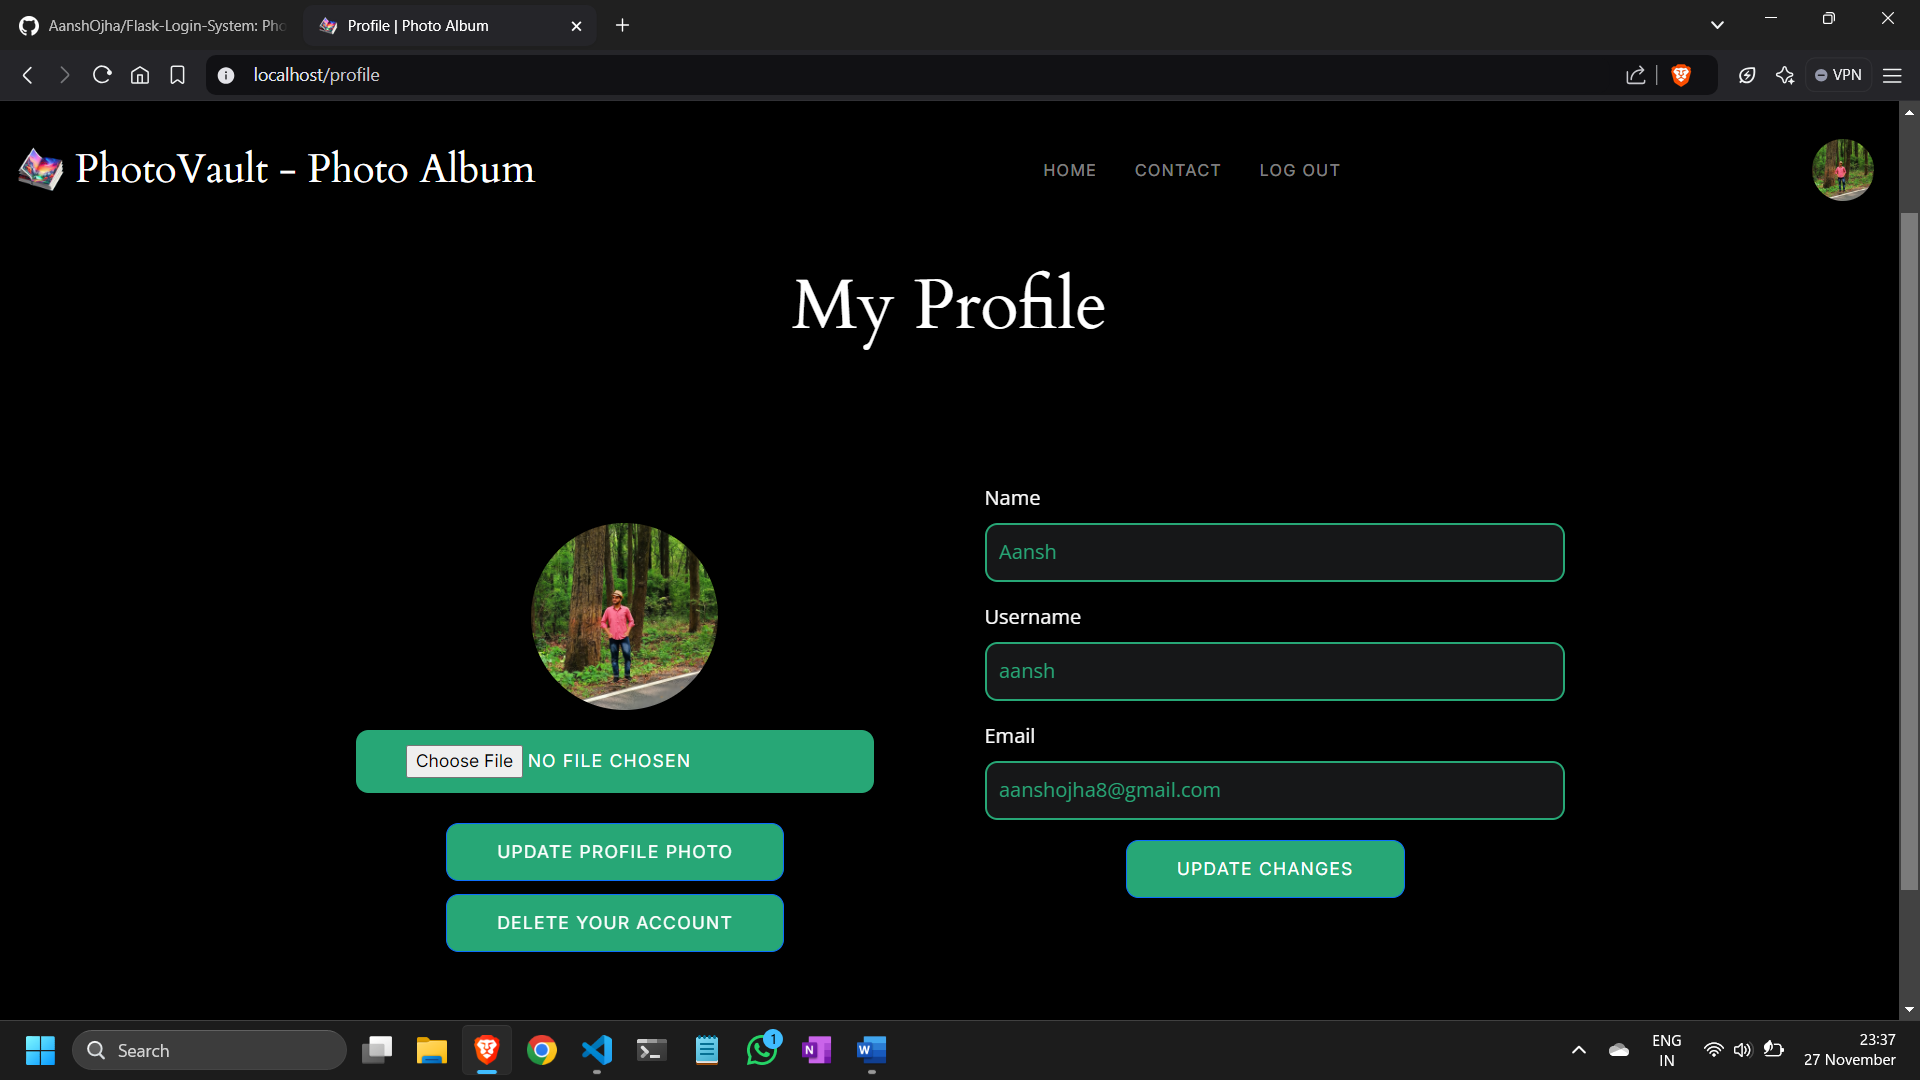 AanshOjha/Flask-Login-System: Pho
Profile | Photo Album
localhost/profile
VPN
PhotoVault - Photo Album
HOME CONTACT LOG OUT
My Profile
Name
Aansh
Username
aansh
Email
aanshojha8@gmail.com
Choose File NO FILE CHOSEN
UPDATE PROFILE PHOTO
UPDATE CHANGES
DELETE YOUR ACCOUNT
Search
1
N
W
ENG
IN
23:37
27 November